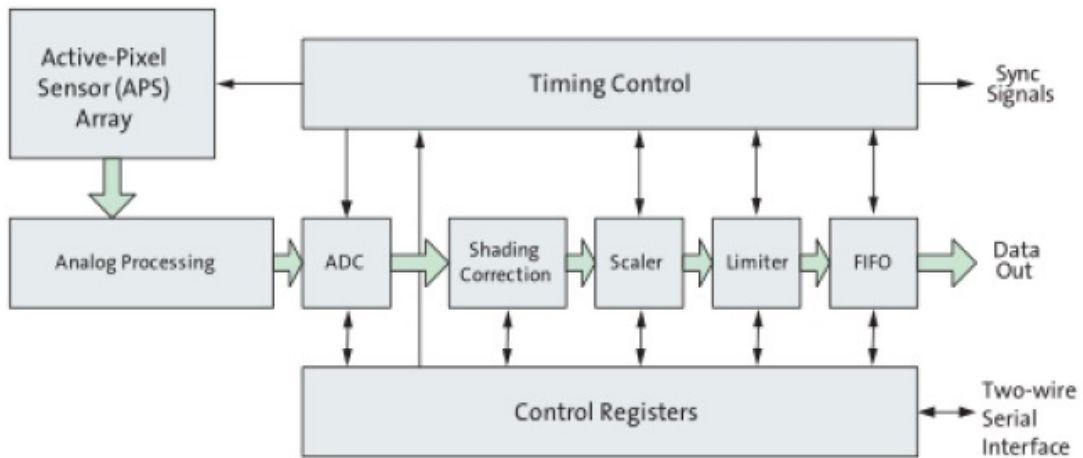 Active-Pixel
Sensor (APS)
Array
Timing Control
Sync
Signals
Analog Processing
ADC
Shading
Correction
Scaler
Limiter
FIFO
Data
Out
Control Registers
Two-wire
Serial
Interface